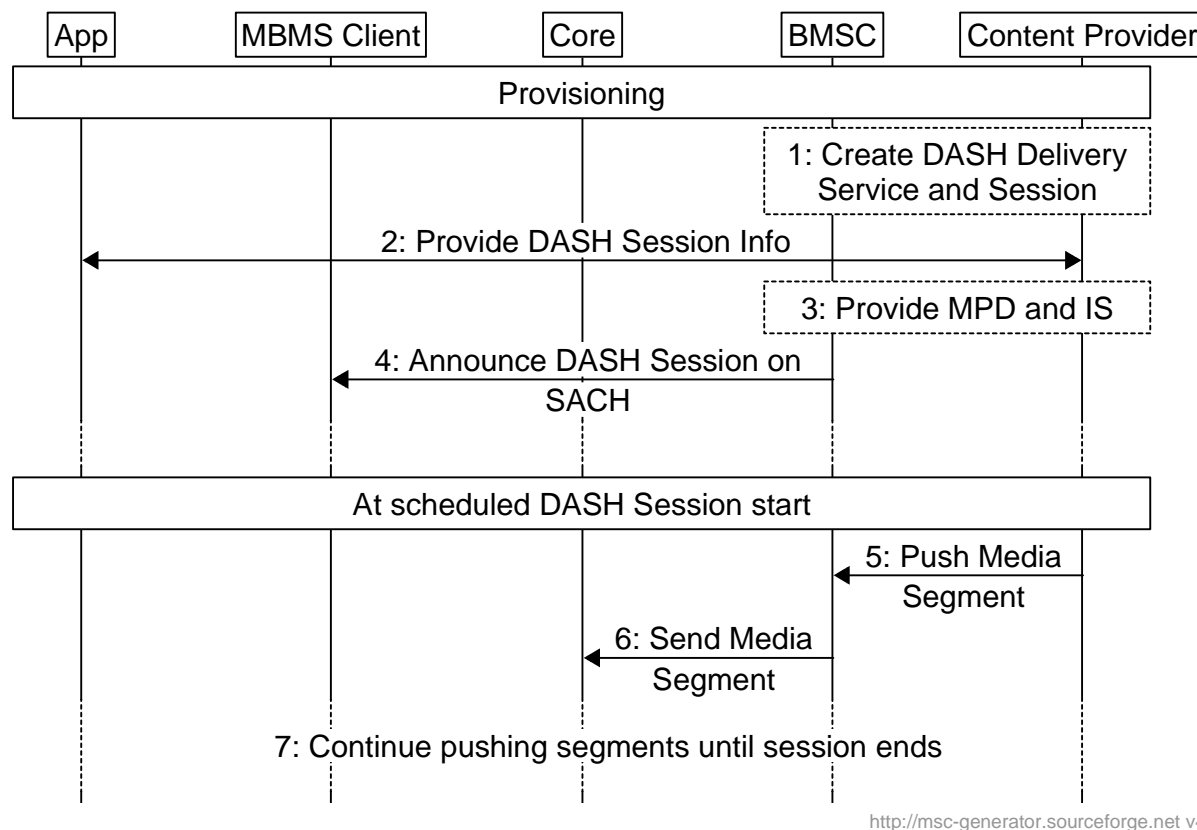 App
MBMS Client
Core
BMSC
Content Provider
Provisioning
1: Create DASH Delivery
Service and Session
2: Provide DASH Session Info
3: Provide MPD and IS
4: Announce DASH Session on
SACH
At scheduled DASH Session start
5: Push Media
Segment
6: Send Media
Segment
7: Continue pushing segments until session ends
http://msc-generator.sourceforge.net